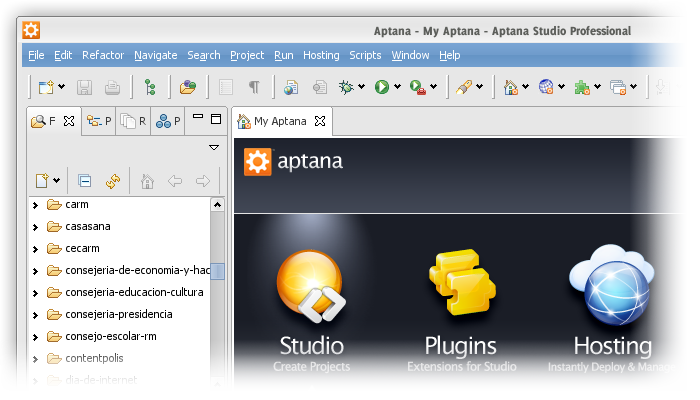 Aptana - My Aptana - Aptana Studio Professional
File Edit Refactor Navigate Search Project Run Hosting Scripts Window Help
F P R P My Aptana
aptana
carm
casasana
cecarm
consejeria-de-economia-y-hac
consejeria-educacion-cultura
consejeria-presidencia
consejo-escolar-rm
contentpolis
dia-de-internet
Studio Plugins Hosting
Create Projects Extensions for Studio Instantly Deploy & Manag